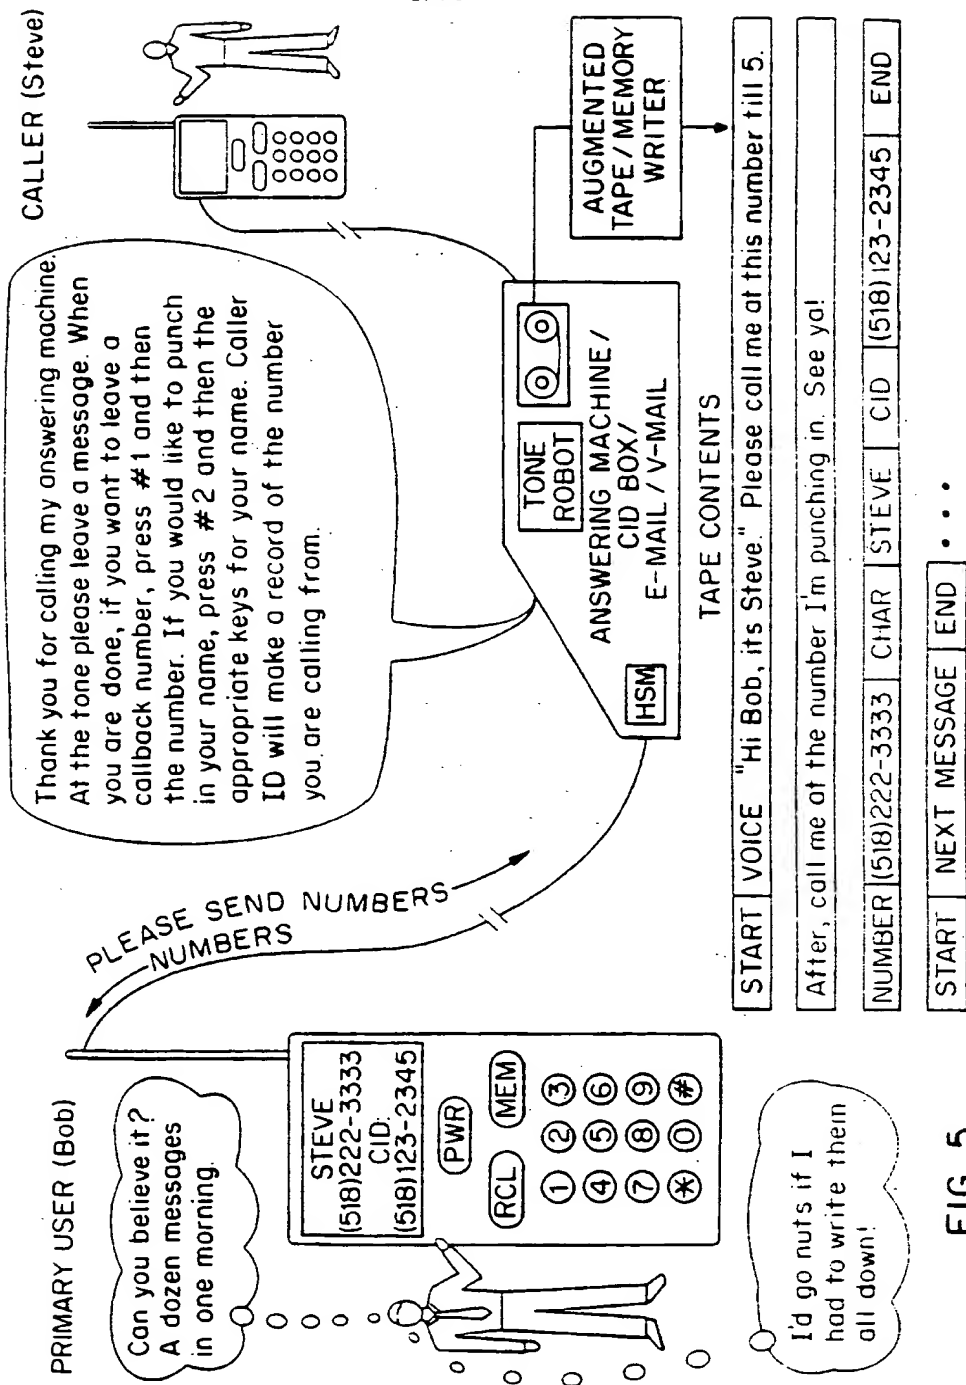 PRIMARY USER (Bob)
Can you believe it?
A dozen messages
in one morning.
STEVE
(518)222-3333
CID:
(518)123-2345
PWR
RCL
MEM
1 2 3
4 5 6
7 8 9
* 0 #
I'd go nuts if I
had to write them
all down!
PLEASE SEND NUMBERS
NUMBERS
CALLER (Steve)
Thank you for calling my answering machine.
At the tone please leave a message. When
you are done, if you want to leave a
callback number, press #1 and then
the number. If you would like to punch
in your name, press #2 and then the
appropriate keys for your name. Caller
ID will make a record of the number
you are calling from.
HSM
TONE
ROBOT
ANSWERING MACHINE/
CID BOX/
E-MAIL / V-MAIL
AUGMENTED
TAPE/MEMORY
WRITER
TAPE CONTENTS
START VOICE "Hi Bob, its Steve." Please call me at this number till 5.
After, call me at the number I'm punching in. See ya!
NUMBER (518)222-3333 CHAR STEVE CID (518)123-2345 END
START NEXT MESSAGE END • • •
FIG. 5